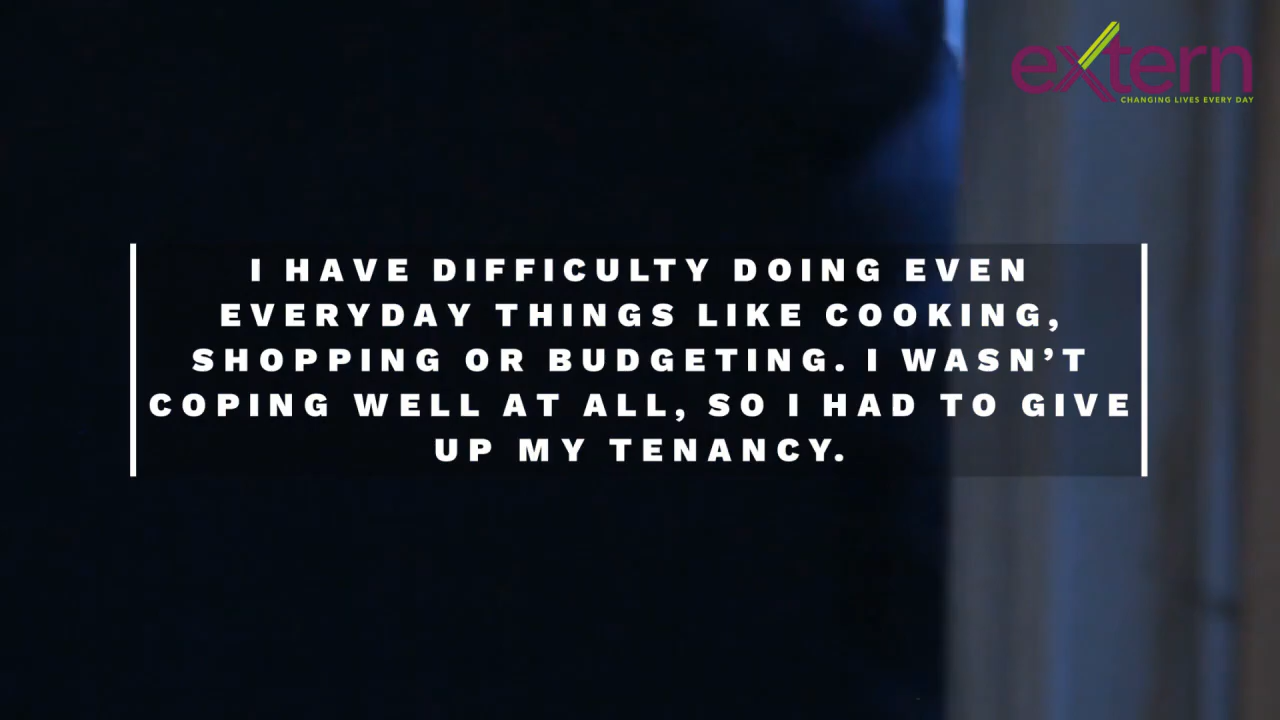 extern
CHANGING LIVES EVERY DAY
I HAVE DIFFICULTY DOING EVEN
EVERYDAY THINGS LIKE COOKING,
SHOPPING OR BUDGETING. I WASN’T
COPING WELL AT ALL, SO I HAD TO GIVE
UP MY TENANCY.